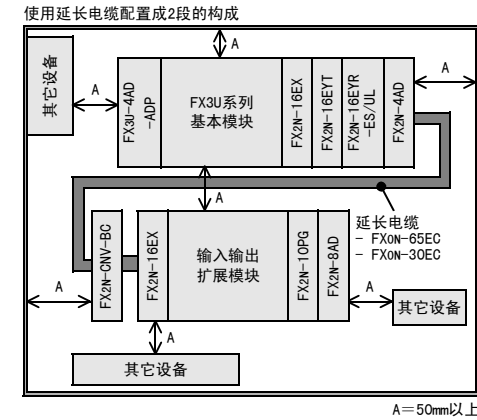 使用延长电缆配置成2段的构成
A
其它设备
A
FX3U-4AD
-ADP
FX3U系列
基本模块
FX2N-16EX
FX2N-16EYT
FX2N-16EYR
-ES/UL
FX2N-4AD
A
A
延长电缆
- FX0N-65EC
- FX0N-30EC
A
FX2N-CNV-BC
FX2N-16EX
输入输出
扩展模块
FX2N-10PG
FX2N-8AD
A
其它设备
A
其它设备
A=50mm以上